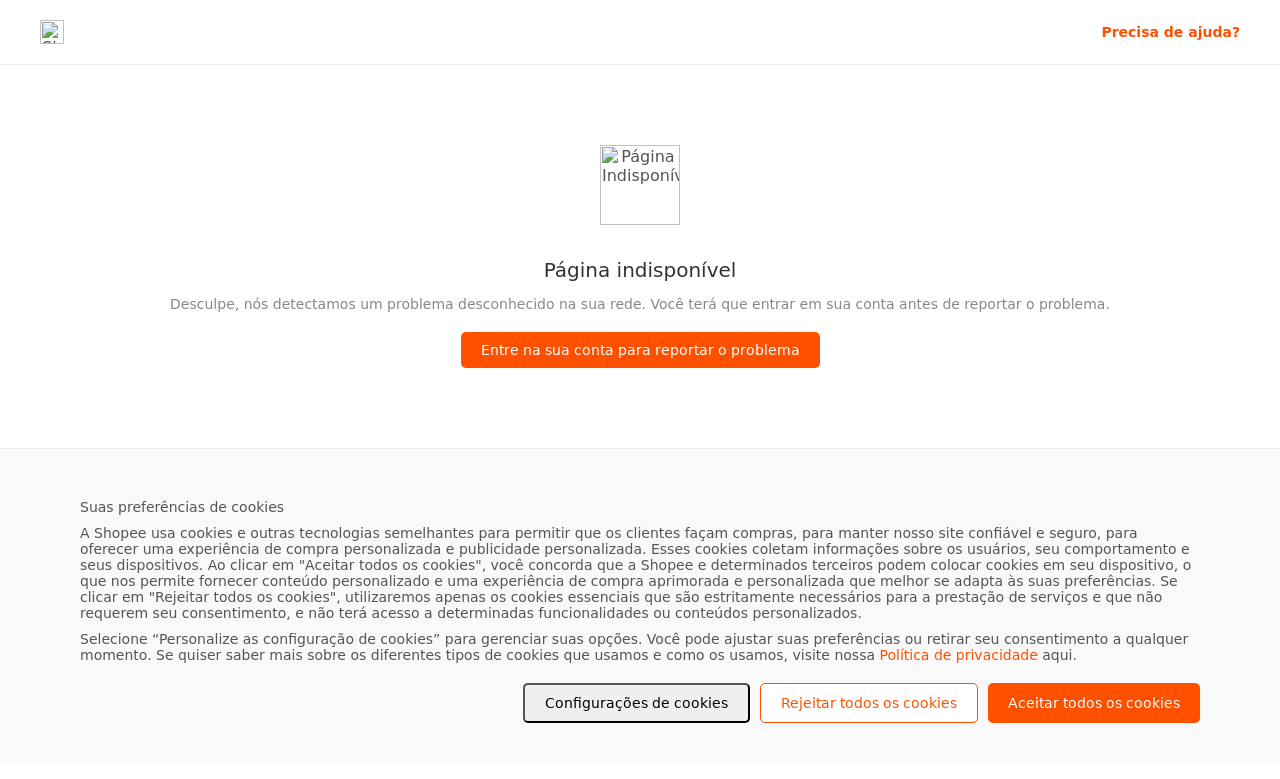 Precisa de ajuda?
Página
Página indisponível
Desculpe, nós detectamos um problema desconhecido na sua rede. Você terá que entrar em sua conta antes de reportar o problema.
Entre na sua conta para reportar o problema
Suas preferências de cookies
A Shopee usa cookies e outras tecnologias semelhantes para permitir que os clientes façam compras, para manter nosso site confiável e seguro, para
oferecer uma experiência de compra personalizada e publicidade personalizada. Esses cookies coletam informações sobre os usuários, seu comportamento e
seus dispositivos. Ao clicar em "Aceitar todos os cookies", você concorda que a Shopee e determinados terceiros podem colocar cookies em seu dispositivo, o
que nos permite fornecer conteúdo personalizado e uma experiência de compra aprimorada e personalizada que melhor se adapta às suas preferências. Se
clicar em "Rejeitar todos os cookies", utilizaremos apenas os cookies essenciais que são estritamente necessários para a prestação de serviços e que não
requerem seu consentimento, e não terá acesso a determinadas funcionalidades ou conteúdos personalizados.
Selecione “Personalize as configuração de cookies” para gerenciar suas opções. Você pode ajustar suas preferências ou retirar seu consentimento a qualquer
momento. Se quiser saber mais sobre os diferentes tipos de cookies que usamos e como os usamos, visite nossa Política de privacidade aqui.
Configurações de cookies
Rejeitar todos os cookies
Aceitar todos os cookies